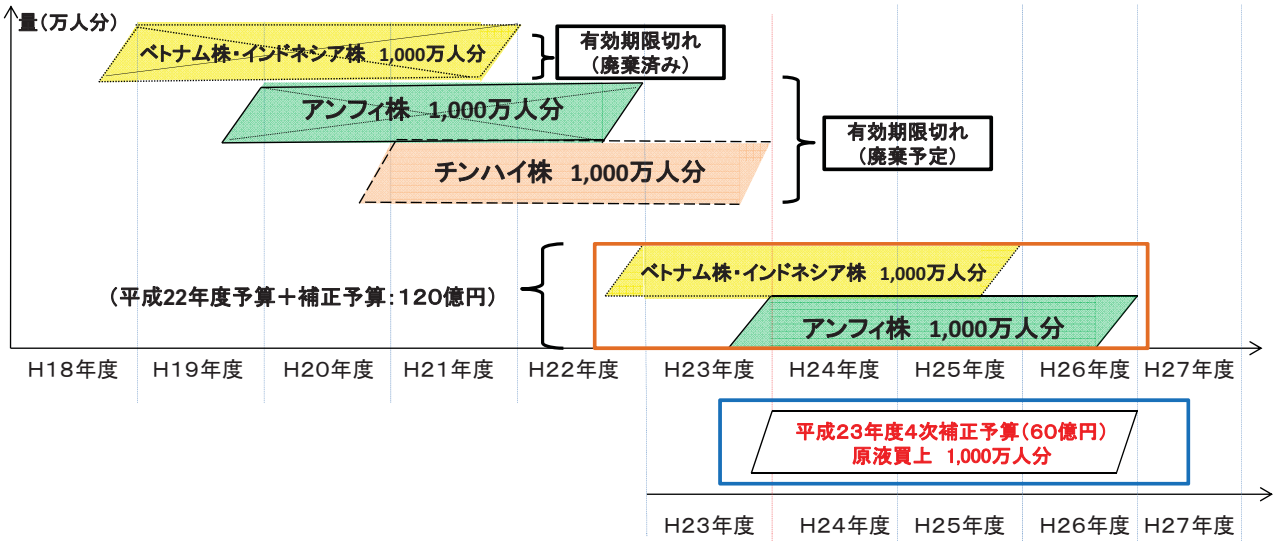 量(万人分)
ベトナム株・インドネシア株 1,000万人分
有効期限切れ
(廃棄済み)
アンフィ株 1,000万人分
有効期限切れ
(廃棄予定)
チンハイ株 1,000万人分
ベトナム株・インドネシア株 1,000万人分
(平成22年度予算+補正予算:120億円)
アンフィ株 1,000万人分
H18年度 H19年度 H20年度 H21年度 H22年度 H23年度 H24年度 H25年度 H26年度 H27年度
平成23年度4次補正予算(60億円)
原液買上 1,000万人分
H23年度 H24年度 H25年度 H26年度 H27年度